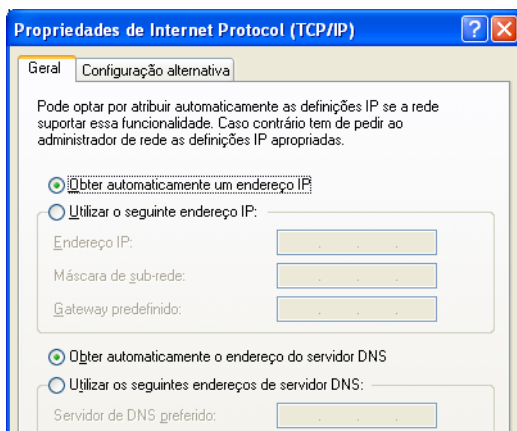 Propriedades de Internet Protocol (TCP/IP)
Geral
Configuração alternativa
Pode optar por atribuir automaticamente as definições IP se a rede
suportar essa funcionalidade. Caso contrário tem de pedir ao
administrador de rede as definições IP apropriadas.
Obter automaticamente um endereço IP
Utilizar o seguinte endereço IP:
Endereço IP:
Máscara de sub-rede:
Gateway predefinido:
Obter automaticamente o endereço do servidor DNS
Utilizar os seguintes endereços de servidor DNS:
Servidor de DNS preferido: